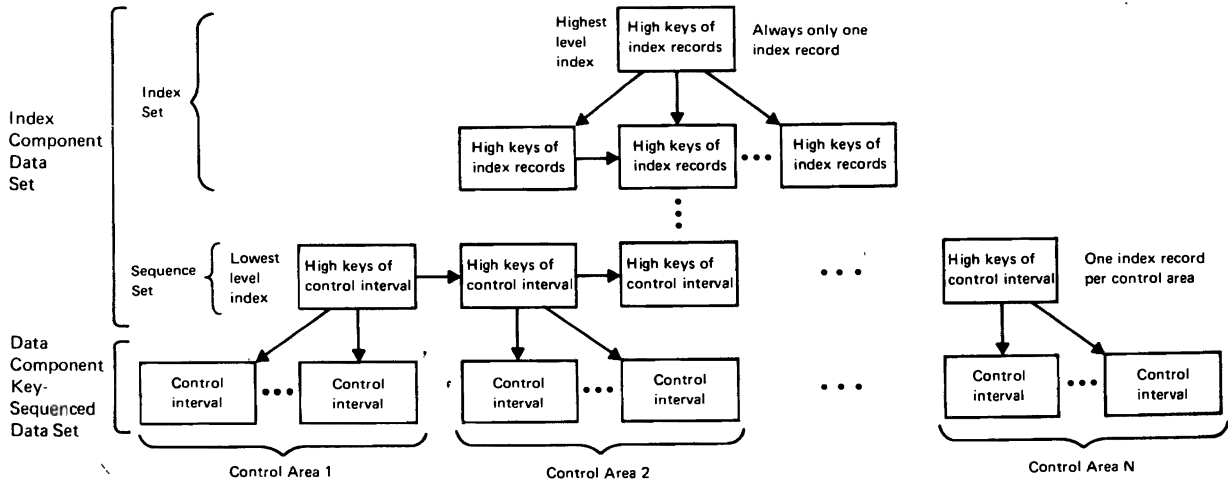 Highest
level
index
High keys of
index records
Always only one
index record
Index
Set
Index
Component
Data
Set
High keys of
index records
High keys of
index records
High keys of
index records
Sequence
Set
Lowest
level
index
High keys of
control interval
High keys of
control interval
High keys of
control interval
High keys of
control interval
One index record
per control area
Data
Component
Key-
Sequenced
Data Set
Control
interval
Control
interval
Control
interval
Control
interval
Control
interval
Control
interval
Control Area 1
Control Area 2
Control Area N